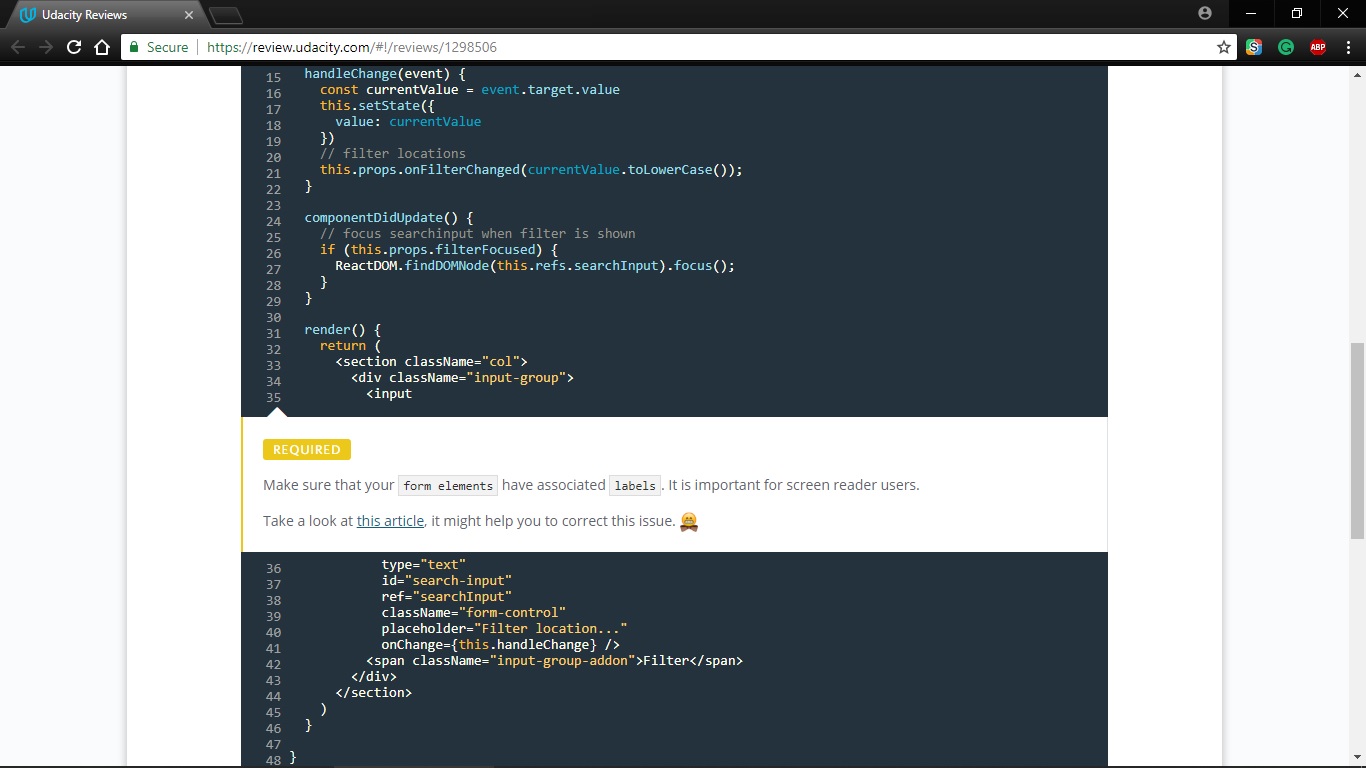 Udacity Reviews
Secure https://review.udacity.com/#!/reviews/1298506 S G ABP
15 handleChange(event) {
16 const currentValue = event.target.value
17 this.setState({
18 value: currentValue
19 })
20 // filter locations
21 this.props.onFilterChanged(currentValue.toLowerCase());
22 }
23
24 componentDidUpdate() {
25 // focus searchinput when filter is shown
26 if (this.props.filterFocused) {
27 ReactDOM.findDOMNode(this.refs.searchInput).focus();
28 }
29 }
30
31 render() {
32 return (
33 <section className="col">
34 <div className="input-group">
35 <input
REQUIRED
Make sure that your form elements have associated labels. It is important for screen reader users.
Take a look at this article, it might help you to correct this issue.
36 type="text"
37 id="search-input"
38 ref="searchInput"
39 className="form-control"
40 placeholder="Filter location..."
41 onChange={this.handleChange} />
42 <span className="input-group-addon">Filter</span>
43 </div>
44 </section>
45 )
46 }
47
48 }